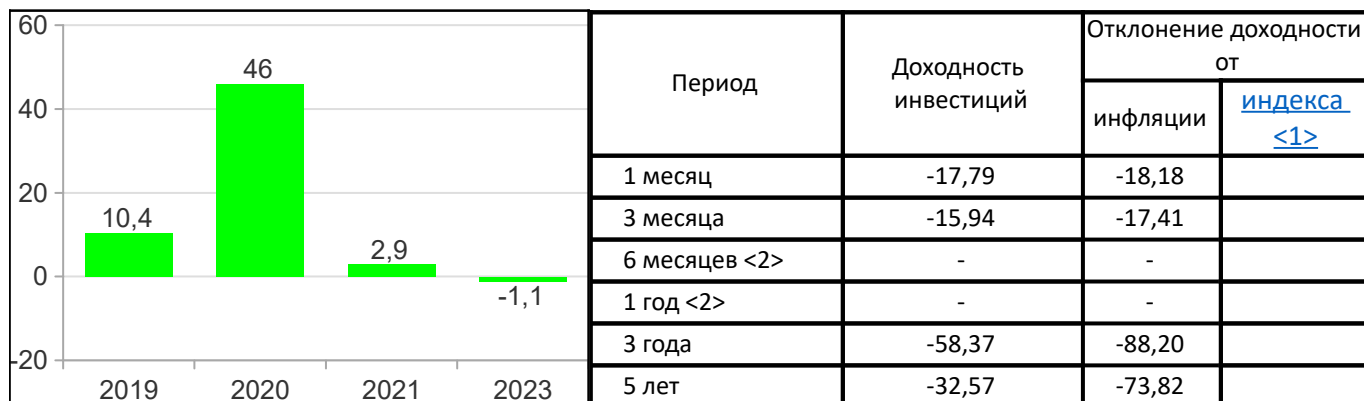 60
40
20
0
-20
46
10,4
2,9
-1,1
2019 2020 2021 2023
Период
Доходность
инвестиций
Отклонение доходности
от
инфляции
индекса
<1>
1 месяц -17,79 -18,18
3 месяца -15,94 -17,41
6 месяцев <2> - -
1 год <2> - -
3 года -58,37 -88,20
5 лет -32,57 -73,82